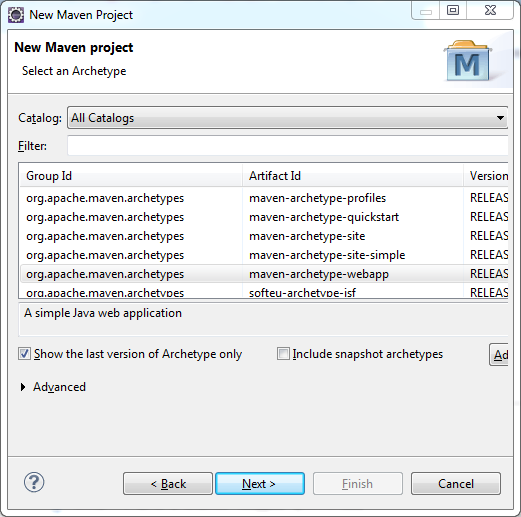 New Maven Project
New Maven project
Select an Archetype
M
Catalog: All Catalogs
Filter:
Group Id Artifact Id Version
org.apache.maven.archetypes maven-archetype-profiles RELEAS
org.apache.maven.archetypes maven-archetype-quickstart RELEAS
org.apache.maven.archetypes maven-archetype-site RELEAS
org.apache.maven.archetypes maven-archetype-site-simple RELEAS
org.apache.maven.archetypes maven-archetype-webapp RELEAS
org.apache.maven.archetypes softeu-archetype-jsf RELEAS
A simple Java web application
Show the last version of Archetype only Include snapshot archetypes Ad
Advanced
? < Back Next > Finish Cancel